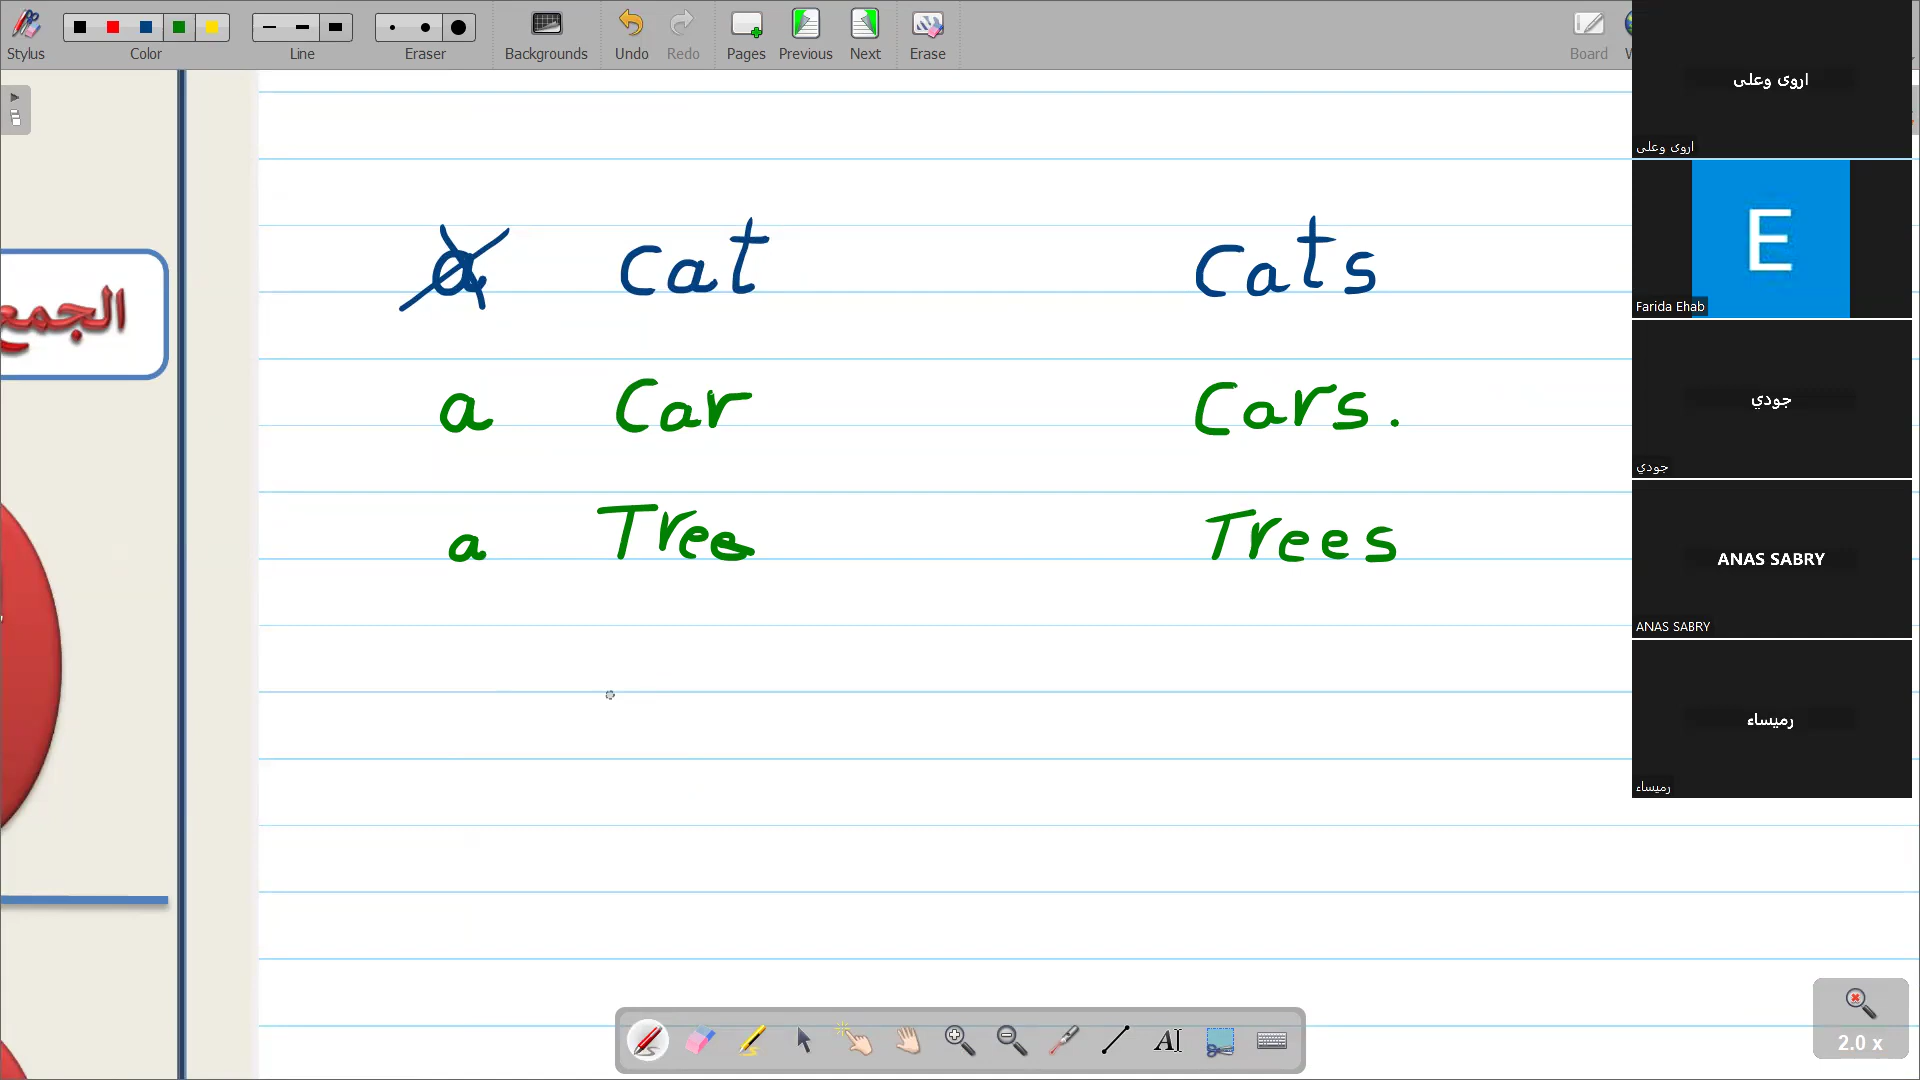 Stylus Color Line Eraser Backgrounds Undo Redo Pages Previous Next Erase Board
اروى وعلى
اروى وعلى
a cat cats
E
Farida Ehab
الجمع
a Car Cars.
جودي
جودي
a Tree Trees
ANAS SABRY
ANAS SABRY
رميساء
رميساء
2.0 x